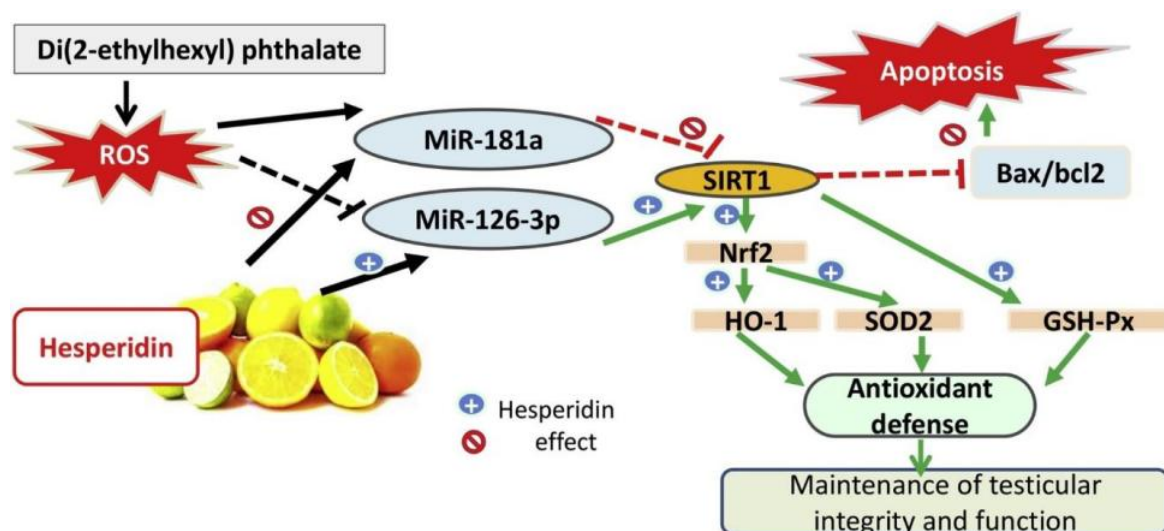 Di(2-ethylhexyl) phthalate
Apoptosis
ROS
MiR-181a
SIRT1
Bax/bcl2
MiR-126-3p
+
+
Nrf2
+
+
+
+
HO-1
SOD2
GSH-Px
Hesperidin
+
Hesperidin
effect
Antioxidant
defense
Maintenance of testicular
integrity and function